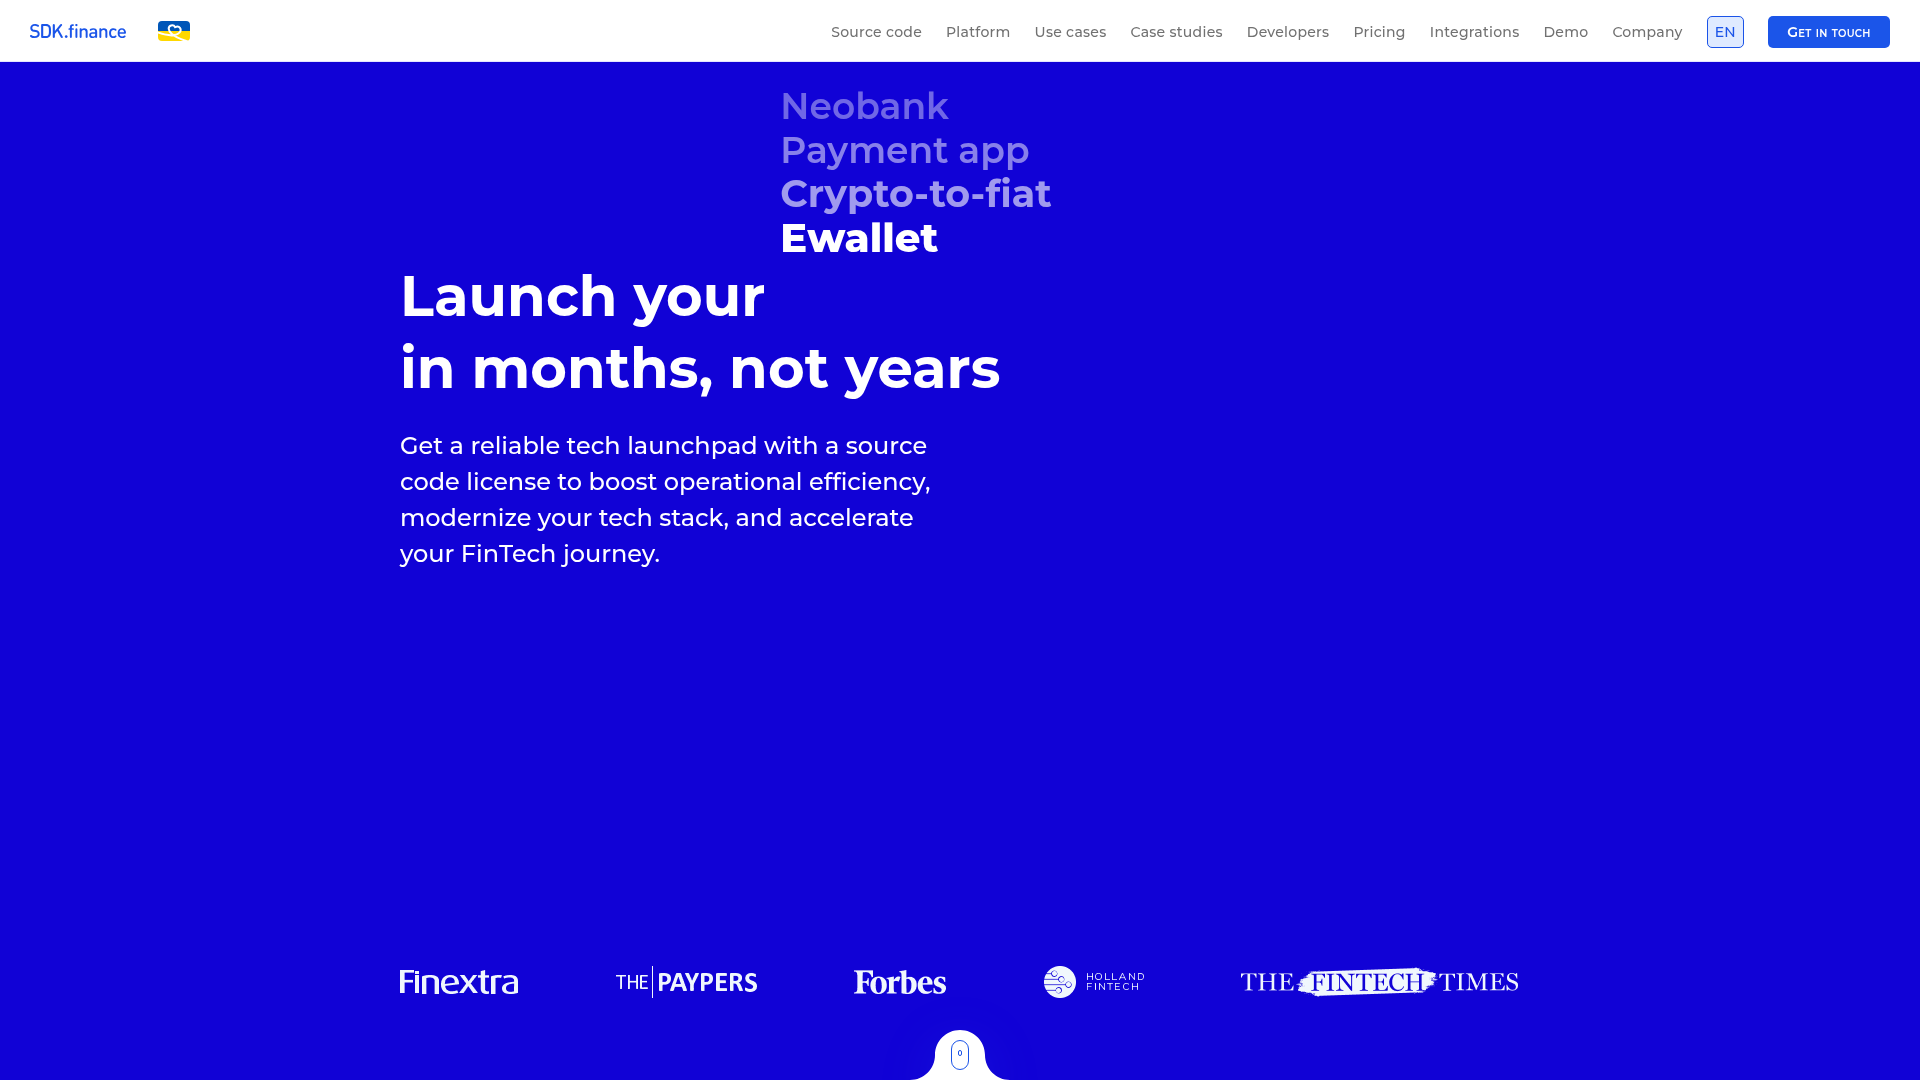 SDK.finance
Source code
Platform
Use cases
Case studies
Developers
Pricing
Integrations
Demo
Company
EN
Get in touch
Neobank
Payment app
Crypto-to-fiat
Ewallet
Launch your
in months, not years
Get a reliable tech launchpad with a source
code license to boost operational efficiency,
modernize your tech stack, and accelerate
your FinTech journey.
Finextra
THE PAYPERS
Forbes
HOLLAND
FINTECH
THE FINTECH TIMES